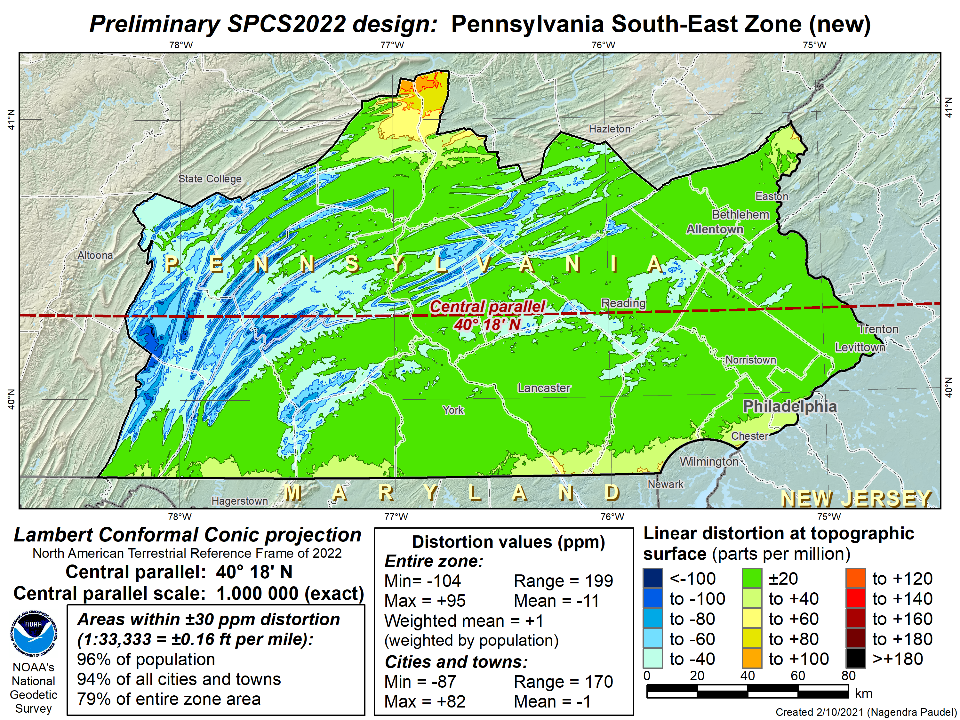 Preliminary SPCS2022 design: Pennsylvania South-East Zone (new)
78°W 77°W 76°W 75°W
41°N
41°N
Hazleton
State College
Easton
Bethlehem
Allentown
Altoona
PENNSYLVANIA
Central parallel
40° 18' N
Reading
Trenton
Levittown
Norristown
40°N
40°N
Lancaster
York
Philadelphia
Chester
Wilmington
Newark
Hagerstown
MARYLAND
NEW JERSEY
78°W 77°W 76°W 75°W
Lambert Conformal Conic projection
North American Terrestrial Reference Frame of 2022
Central parallel: 40° 18' N
Central parallel scale: 1.000 000 (exact)
NOAA
NOAA's
National
Geodetic
Survey
Areas within ±30 ppm distortion
(1:33,333 = ±0.16 ft per mile):
96% of population
94% of all cities and towns
79% of entire zone area
Distortion values (ppm)
Entire zone:
Min= -104 Range = 199
Max = +95 Mean = -11
Weighted mean = +1
(weighted by population)
Cities and towns:
Min = -87 Range = 170
Max = +82 Mean = -1
Linear distortion at topographic
surface (parts per million)
<-100 ±20 to +120
to -100 to +40 to +140
to -80 to +60 to +160
to -60 to +80 to +180
to -40 to +100 >+180
0 20 40 60 80
km
Created 2/10/2021 (Nagendra Paudel)